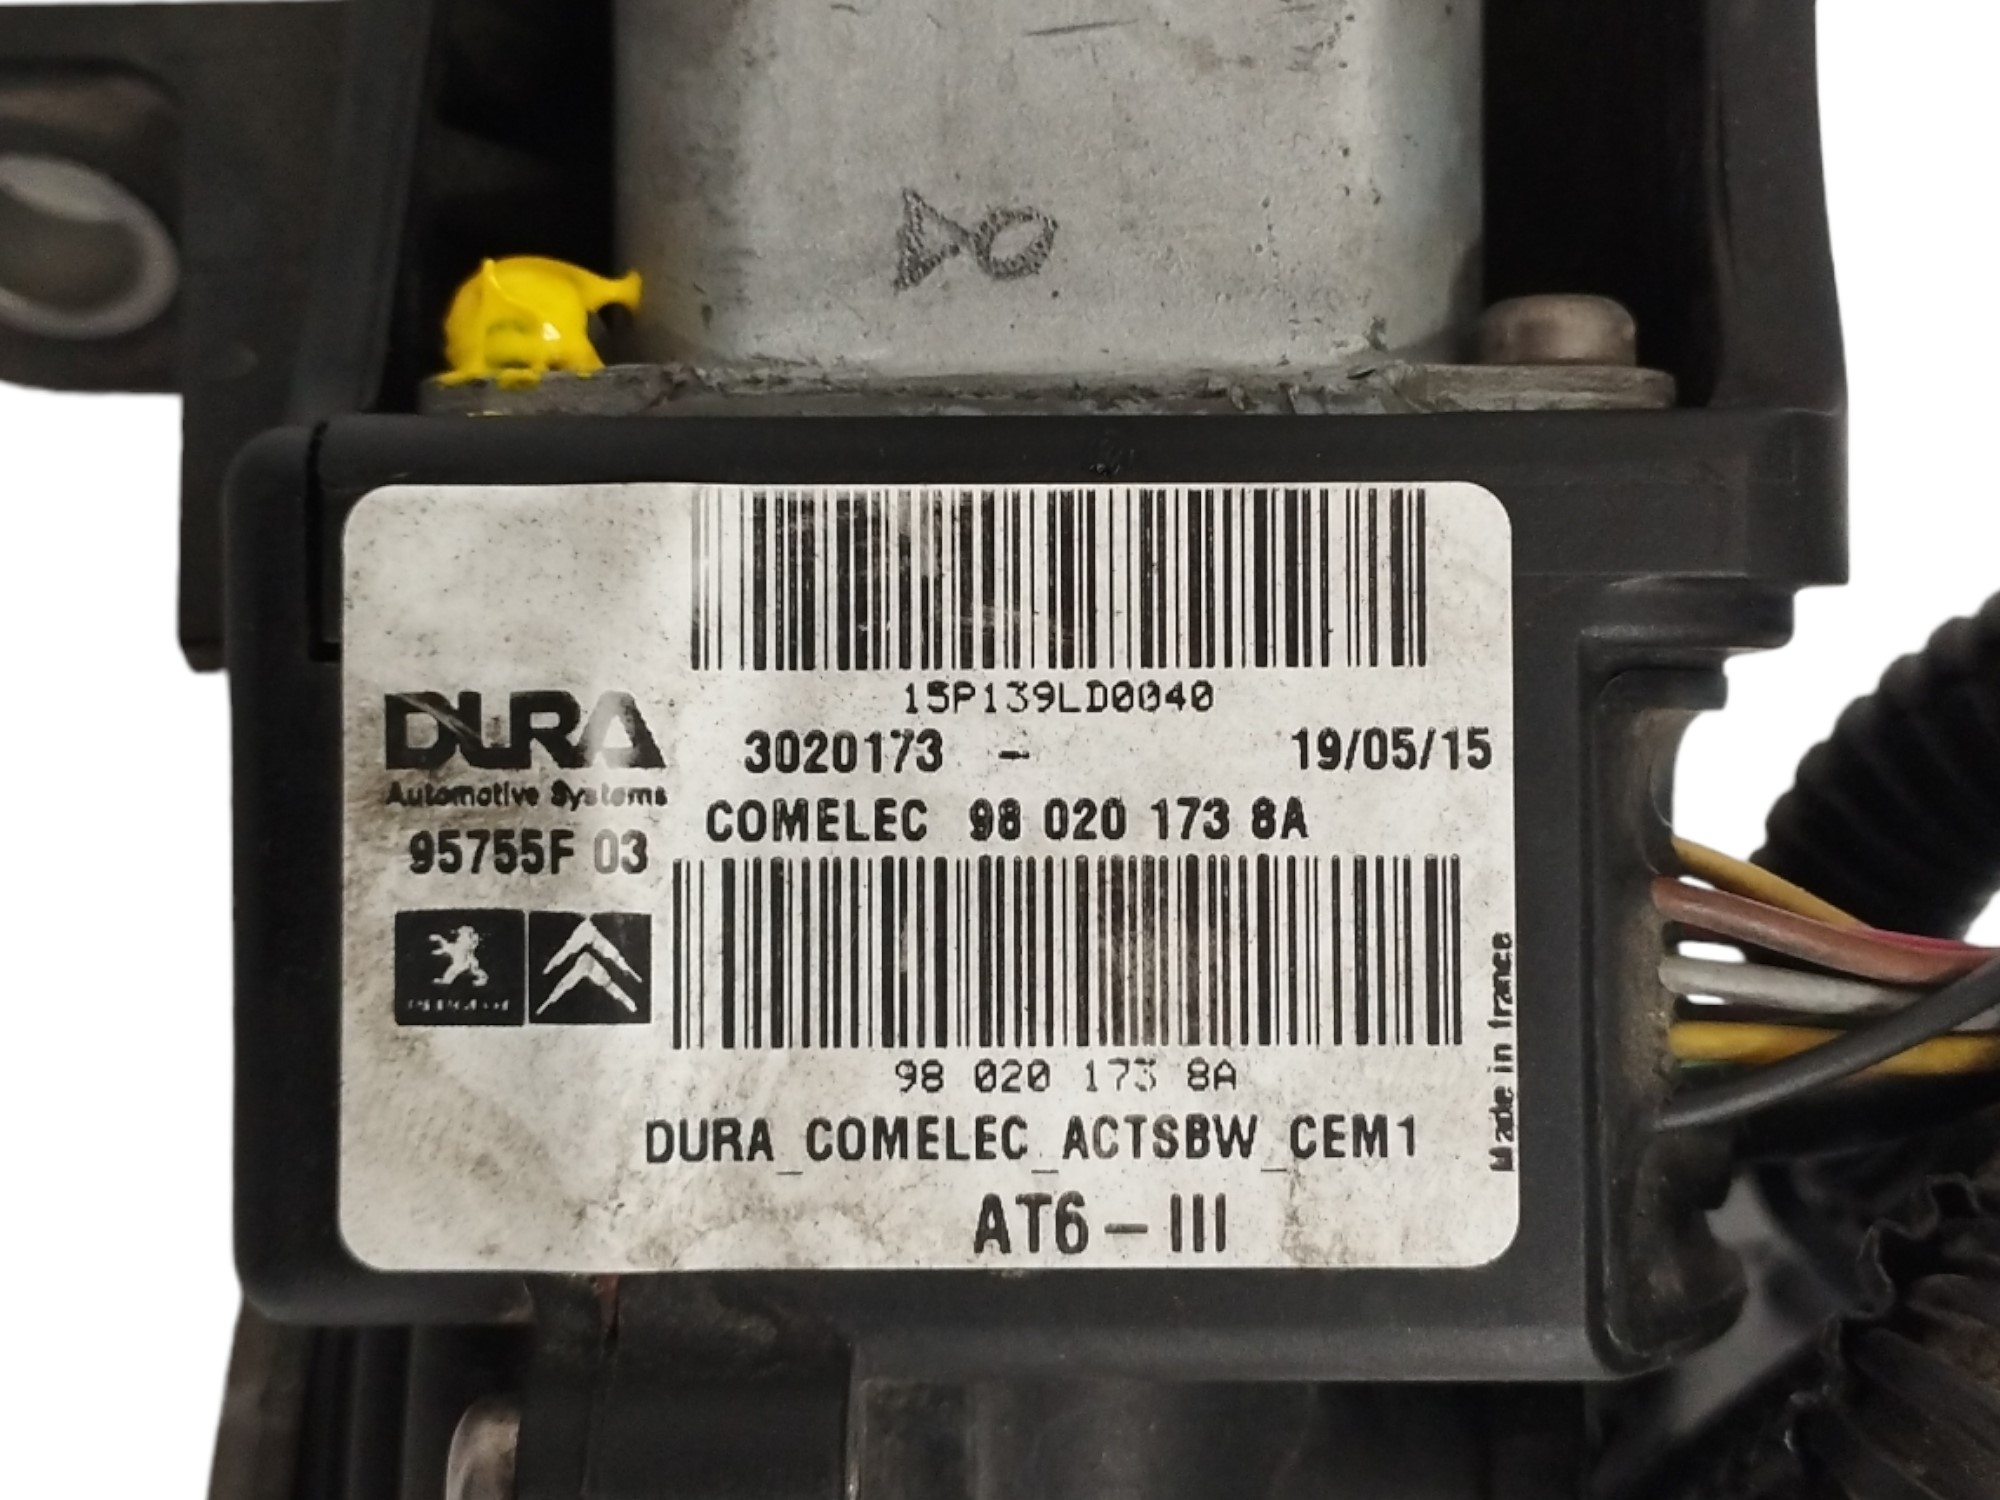 15P139LD0040
DURA
Automotive Systems
3020173 - 19/05/15
COMELEC 98 020 173 8A
95755F 03
98 020 173 8A
DURA_COMELEC_ACTSBW_CEM1
AT6-III
Made in france